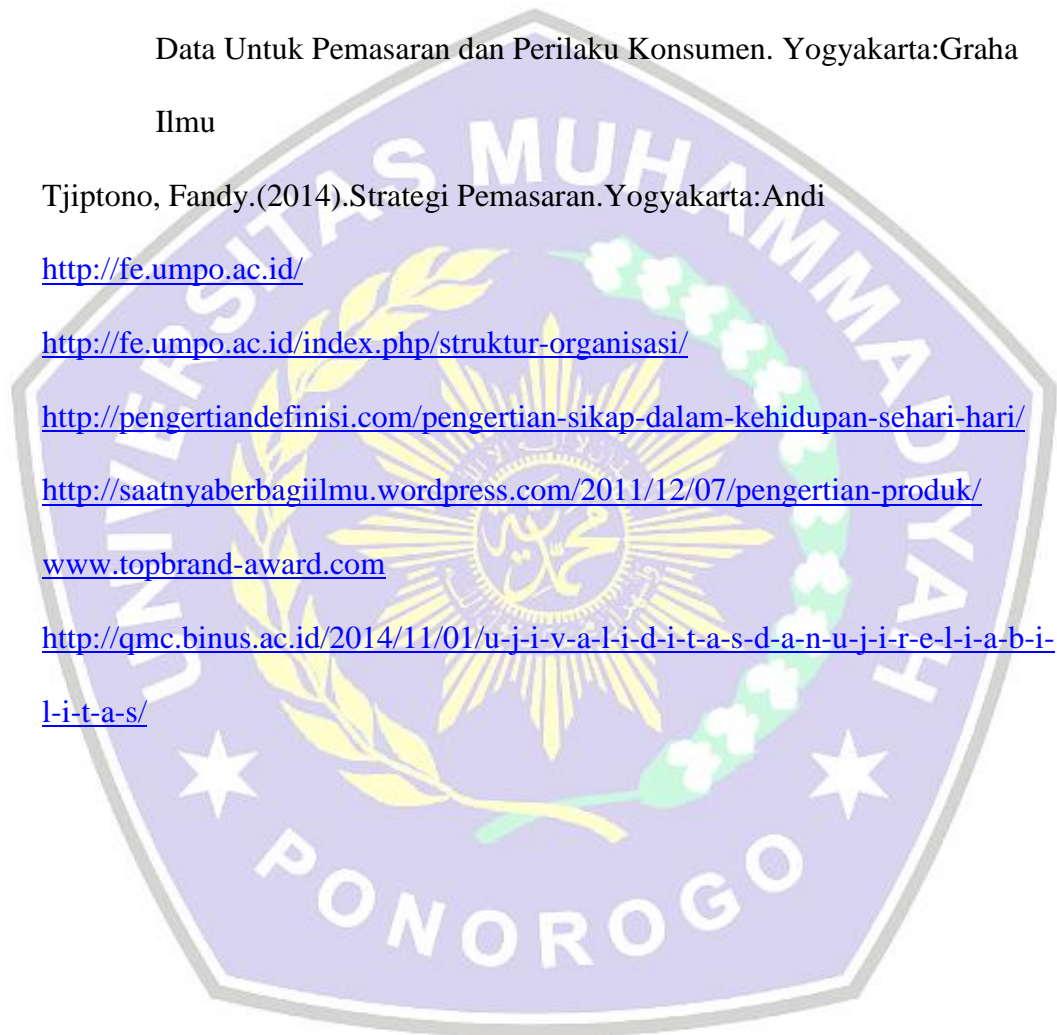 Data Untuk Pemasaran dan Perilaku Konsumen. Yogyakarta:Graha
Ilmu
Tjiptono, Fandy.(2014).Strategi Pemasaran.Yogyakarta:Andi
http://fe.umpo.ac.id/
http://fe.umpo.ac.id/index.php/struktur-organisasi/
http://pengertiandefinisi.com/pengertian-sikap-dalam-kehidupan-sehari-hari/
http://saatnyaberbagiilmu.wordpress.com/2011/12/07/pengertian-produk/
www.topbrand-award.com
http://qmc.binus.ac.id/2014/11/01/u-j-i-v-a-l-i-d-i-t-a-s-d-a-n-u-j-i-r-e-l-i-a-b-i-
l-i-t-a-s/
UNIVERSITAS MUHAMMADIYAH
PONOROGO